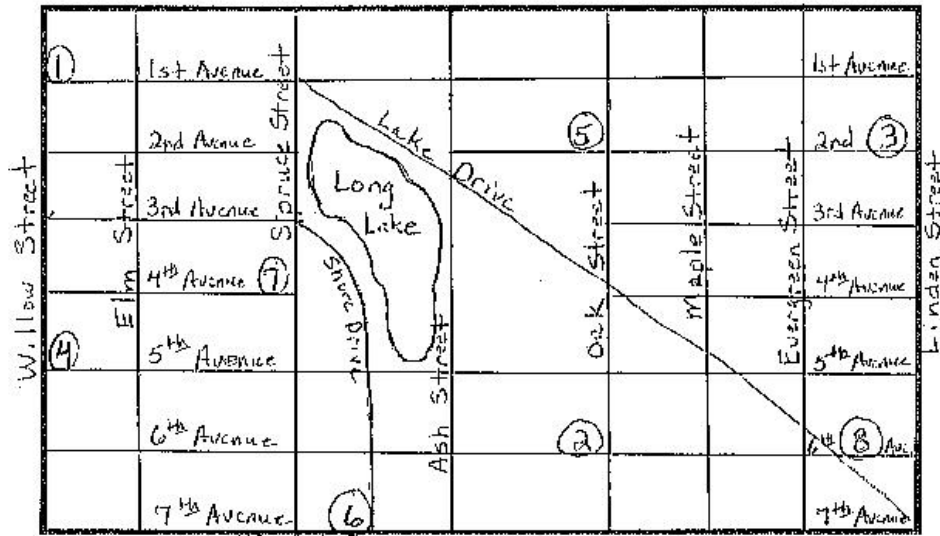 1
1st Avenue
1st Avenue
2nd Avenue
Lake
Drive
5
2nd
3
Long
Lake
3rd Avenue
3rd Avenue
4th Avenue
7
4th Avenue
4
5th Avenue
5th Avenue
6th Avenue
2
8
Ave.
7th Avenue
6
7th Avenue
Willow Street
Elm Street
Spruce Street
Shore Drive
Ash Street
Oak Street
Maple Street
Evergreen Street
Linden Street